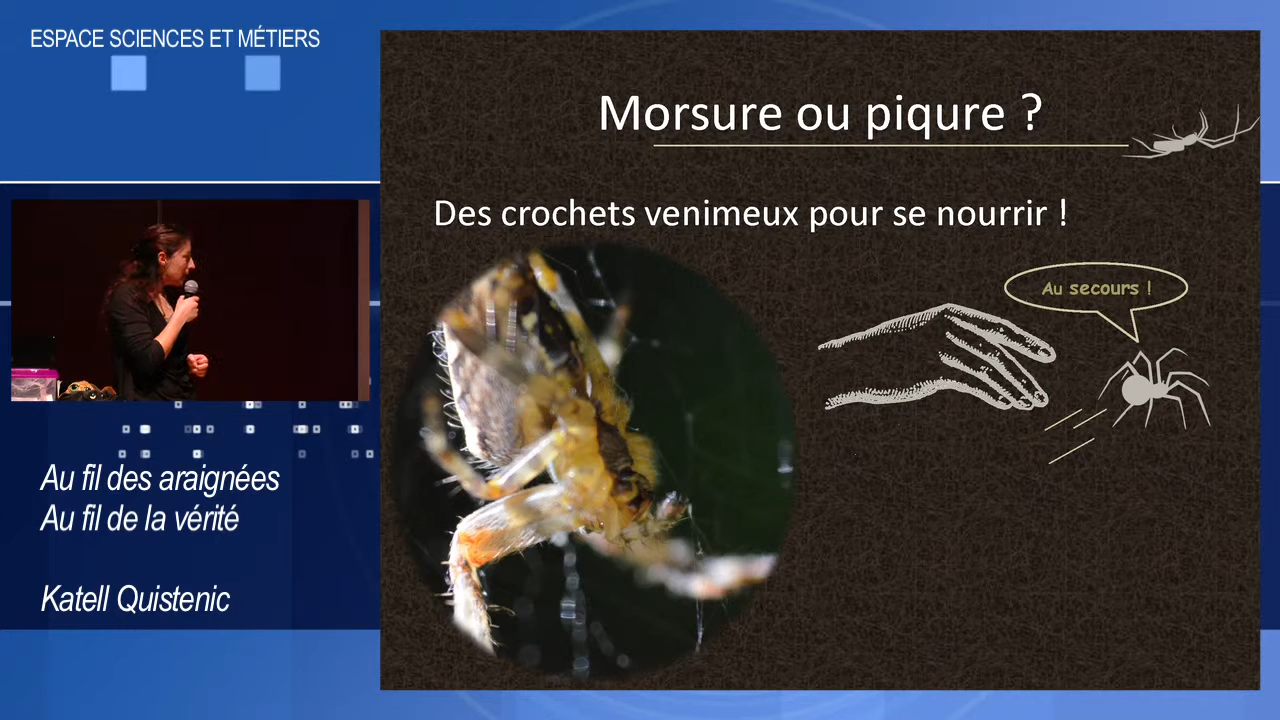 ESPACE SCIENCES ET MÉTIERS
Morsure ou piqure ?
Des crochets venimeux pour se nourrir !
Au secours !
Au fil des araignées
Au fil de la vérité
Katell Quistenic